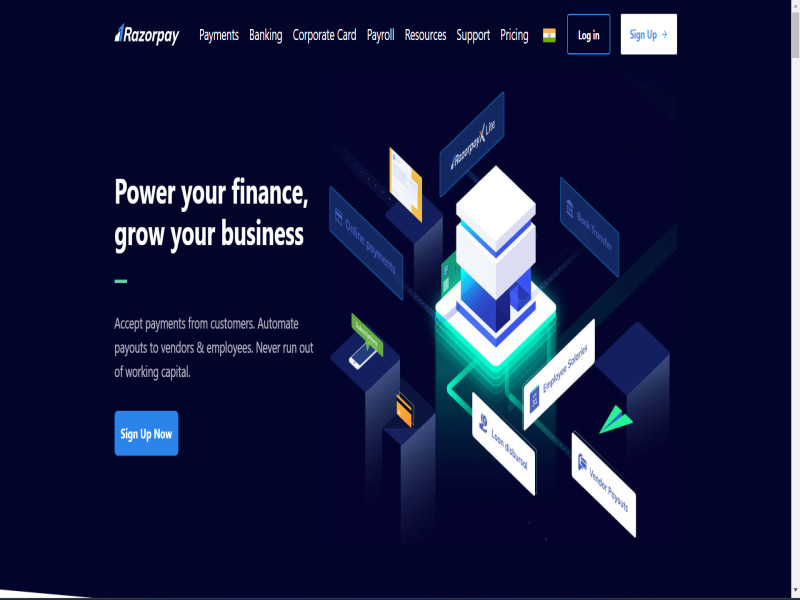 Razorpay Payments Banking Corporate Card Payroll Resources Support Pricing Log in Sign Up →
Power your finance,
grow your business
Accept payments from customers. Automate
payouts to vendors & employees. Never run out
of working capital.
Sign Up Now
RazorpayX Lite
Online payments
Bank Transfer
Subscriptions
Employee Salaries
Loan disbursal
Vendor Payouts